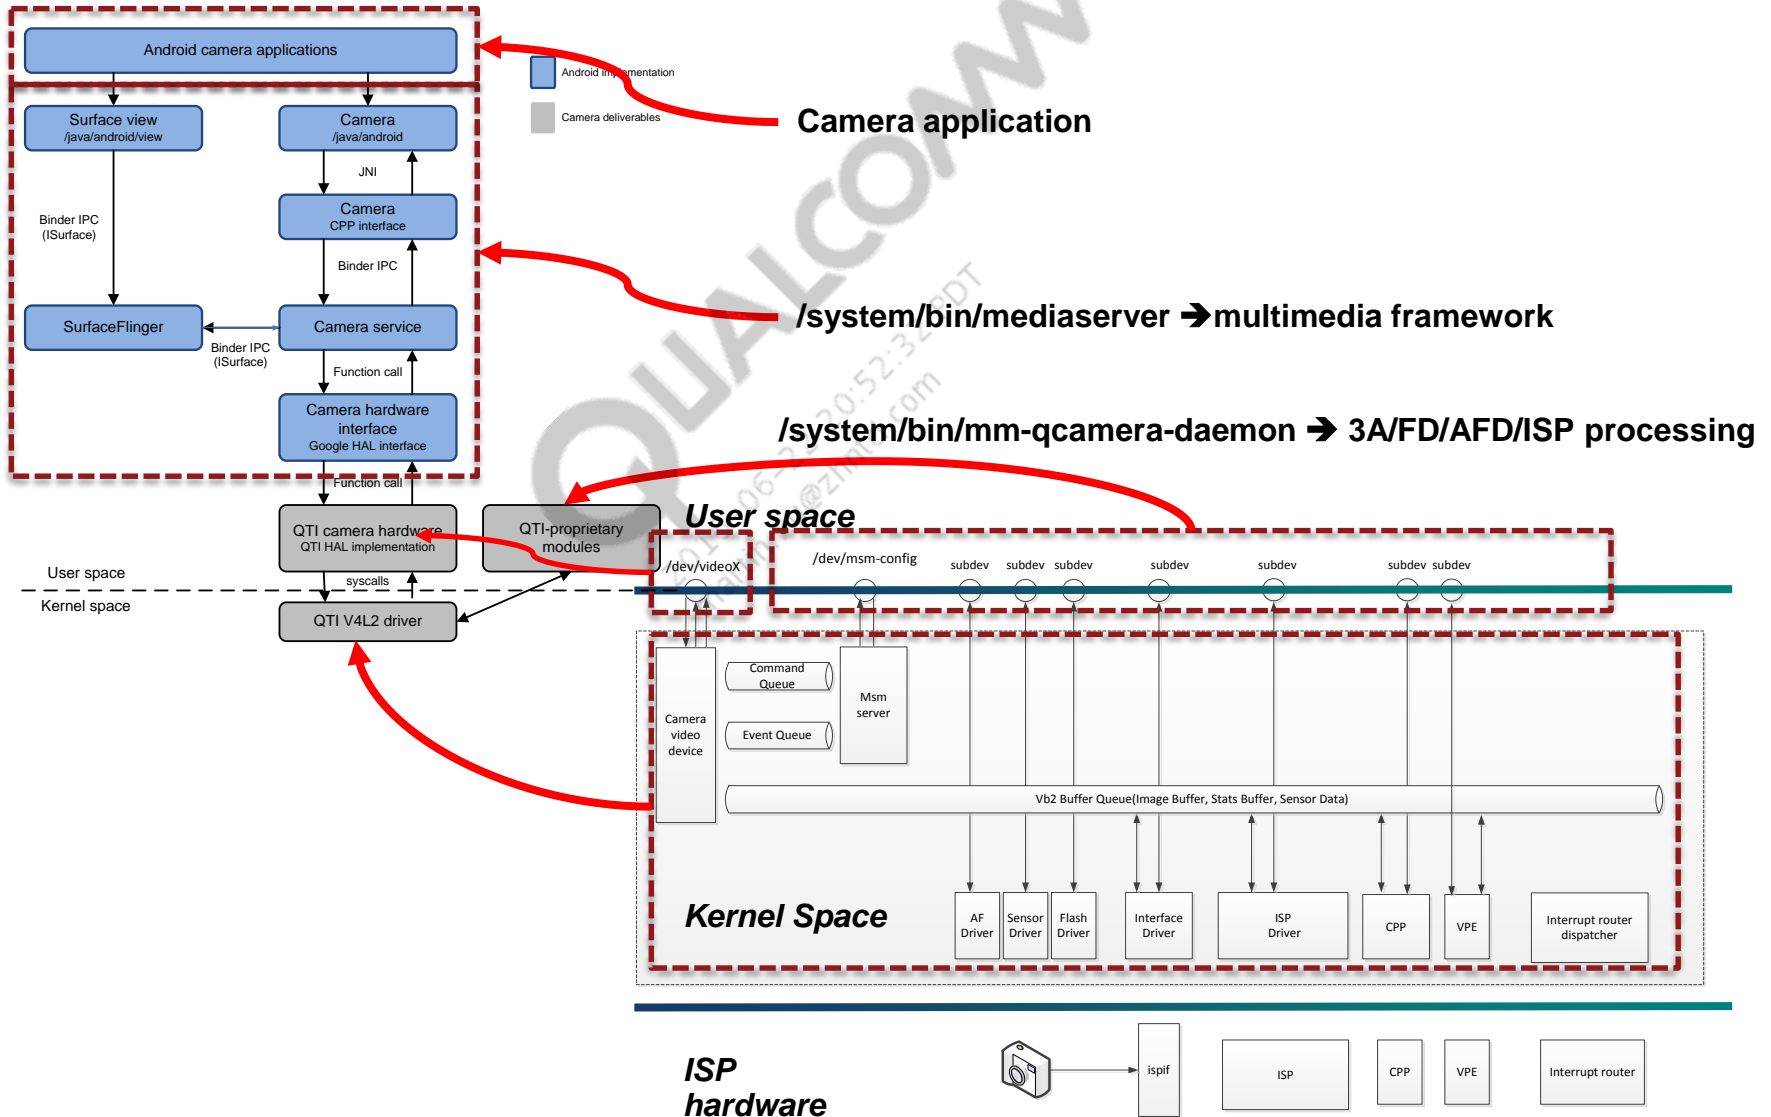 Android camera applications
Android implementation
Camera deliverables
Camera application
Surface view
/java/android/view
Camera
/java/android
JNI
Camera
CPP interface
Binder IPC
(ISurface)
Binder IPC
SurfaceFlinger
Camera service
Binder IPC
(ISurface)
Function call
/system/bin/mediaserver ➔multimedia framework
Camera hardware
interface
Google HAL interface
/system/bin/mm-qcamera-daemon ➔ 3A/FD/AFD/ISP processing
Function call
QTI camera hardware
QTI HAL implementation
QTI-proprietary
modules
User space
/dev/videoX
/dev/msm-config
subdev
subdev
subdev
subdev
subdev
subdev
subdev
User space
syscalls
Kernel space
QTI V4L2 driver
Camera
video
device
Command
Queue
Event Queue
Msm
server
Vb2 Buffer Queue(Image Buffer, Stats Buffer, Sensor Data)
Kernel Space
AF
Driver
Sensor
Driver
Flash
Driver
Interface
Driver
ISP
Driver
CPP
VPE
Interrupt router
dispatcher
ISP
hardware
ispif
ISP
CPP
VPE
Interrupt router
QUALCOMM